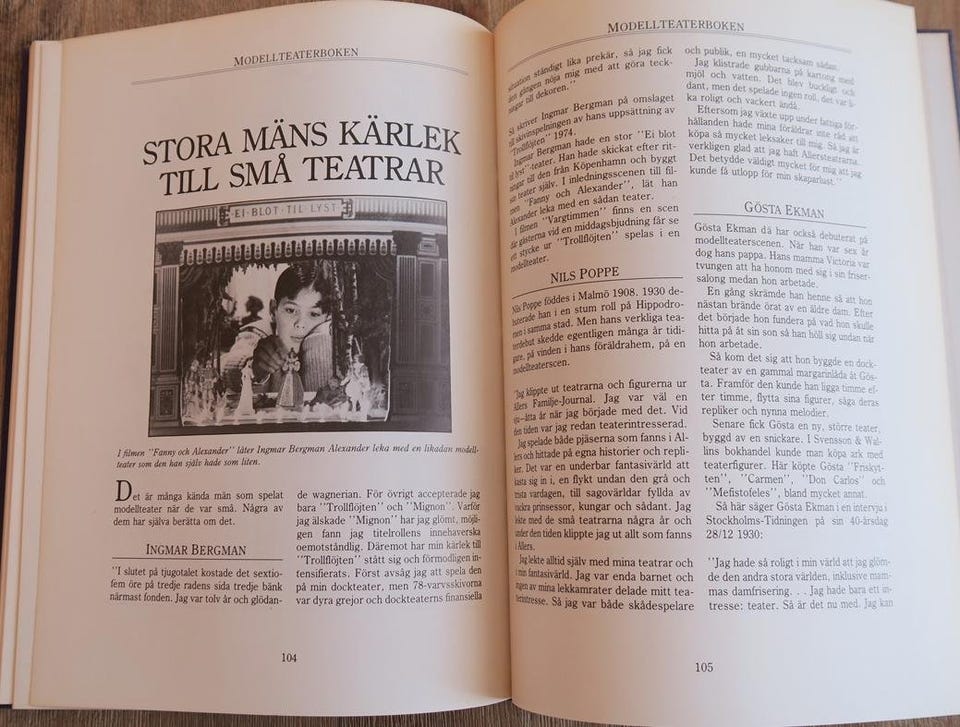 MODELLTEATERBOKEN
STORA MÄNS KÄRLEK
TILL SMÅ TEATRAR
EJ·BLOT·TIL·LYST
I filmen "Fanny och Alexander" låter Ingmar Bergman Alexander leka med en likadan modell-
teater som den han själv hade som liten.
Det är många kända män som spelat
modellteater när de var små. Några av
dem har själva berätta om det.
INGMAR BERGMAN
"I slutet på tjugotalet kostade det sextio-
fem öre på tredje radens sida tredje bänk
närmast fonden. Jag var tolv år och glödan-
de wagnerian. För övrigt accepterade jag
bara "Trollflöjten" och "Mignon". Varför
jag älskade "Mignon" har jag glömt, möjli-
gen fann jag titelrollens innehaverska
oemotståndlig. Däremot har min kärlek till
"Trollflöjten" stått sig och förmodligen in-
tensifierats. Först avsåg jag att spela den
på min dockteater, men 78-varvsskivorna
var dyra grejor och dockteaterns finansiella
104
MODELLTEATERBOKEN
situation ständigt lika prekär, så jag fick
den gången nöja mig med att göra teck-
ningar till dekoren."
Så skriver Ingmar Bergman på omslaget
till skivinspelningen av hans uppsättning av
"Trollflöjten" 1974.
Ingmar Bergman hade en stor "Ei blot
til lyst"-teater. Han hade skickat efter rit-
ningar till den från Köpenhamn och byggt
sin teater själv. I inledningsscenen till fil-
men "Fanny och Alexander", lät han
Alexander leka med en sådan teater.
I filmen "Vargtimmen" finns en scen
där gästerna vid en middagsbjudning får se
ett stycke ur "Trollflöjten" spelas i en
modellteater.
NILS POPPE
Nils Poppe föddes i Malmö 1908. 1930 de-
buterade han i en stum roll på Hippodro-
men i samma stad. Men hans verkliga tea-
terdebut skedde egentligen många år tidi-
gare, på vinden i hans föräldrahem, på en
modellteaterscen.
"Jag klippte ut teatrarna och figurerna ur
Allers Familje-Journal. Jag var väl en
sju–åtta år när jag började med det. Vid
den tiden var jag redan teaterintresserad.
Jag spelade både pjäserna som fanns i Al-
lers och hittade på egna historier och repli-
ker. Det var en underbar fantasivärld att
kasta sig in i, en flykt undan den grå och
trista vardagen, till sagovärldar fyllda av
vackra prinsessor, kungar och sådant. Jag
lekte med de små teatrarna några år och
under den tiden klippte jag ut allt som fanns
i Allers.
Jag lekte alltid själv med mina teatrar och
i min fantasivärld. Jag var enda barnet och
ingen av mina lekkamrater delade mitt tea-
terintresse. Så jag var både skådespelare
och publik, en mycket tacksam sådan.
Jag klistrade gubbarna på kartong med
mjöl och vatten. Det blev buckligt och
dant, men det spelade ingen roll, det var li-
ka roligt och vackert ändå.
Eftersom jag växte upp under fattiga för-
hållanden hade mina föräldrar inte råd att
köpa så mycket leksaker till mig. Så jag är
verkligen glad att jag haft Allersteatrarna.
Det betydde väldigt mycket för mig att jag
kunde få utlopp för min skaparlust."
GÖSTA EKMAN
Gösta Ekman då har också debuterat på
modellteaterscenen. När han var sex år
dog hans pappa. Hans mamma Victoria var
tvungen att ha honom med sig i sin friser-
salong medan hon arbetade.
En gång skrämde han henne så att hon
nästan brände örat av en äldre dam. Efter
det började hon fundera på vad hon skulle
hitta på åt sin son så han höll sig undan när
hon arbetade.
Så kom det sig att hon byggde en dock-
teater av en gammal margarinlåda åt Gös-
ta. Framför den kunde han ligga timme ef-
ter timme, flytta sina figurer, säga deras
repliker och nynna melodier.
Senare fick Gösta en ny, större teater,
byggd av en snickare. I Svensson & Wal-
lins bokhandel kunde man köpa ark med
teaterfigurer. Här köpte Gösta "Friskyt-
ten", "Carmen", "Don Carlos" och
"Mefistofeles", bland mycket annat.
Så här säger Gösta Ekman i en intervju i
Stockholms-Tidningen på sin 40-årsdag
28/12 1930:
"Jag hade så roligt i min värld att jag glöm-
de den andra stora världen, inklusive mam-
mas damfrisering. . . Jag hade bara ett in-
tresse: teater. Så är det nu med. Jag kan
105